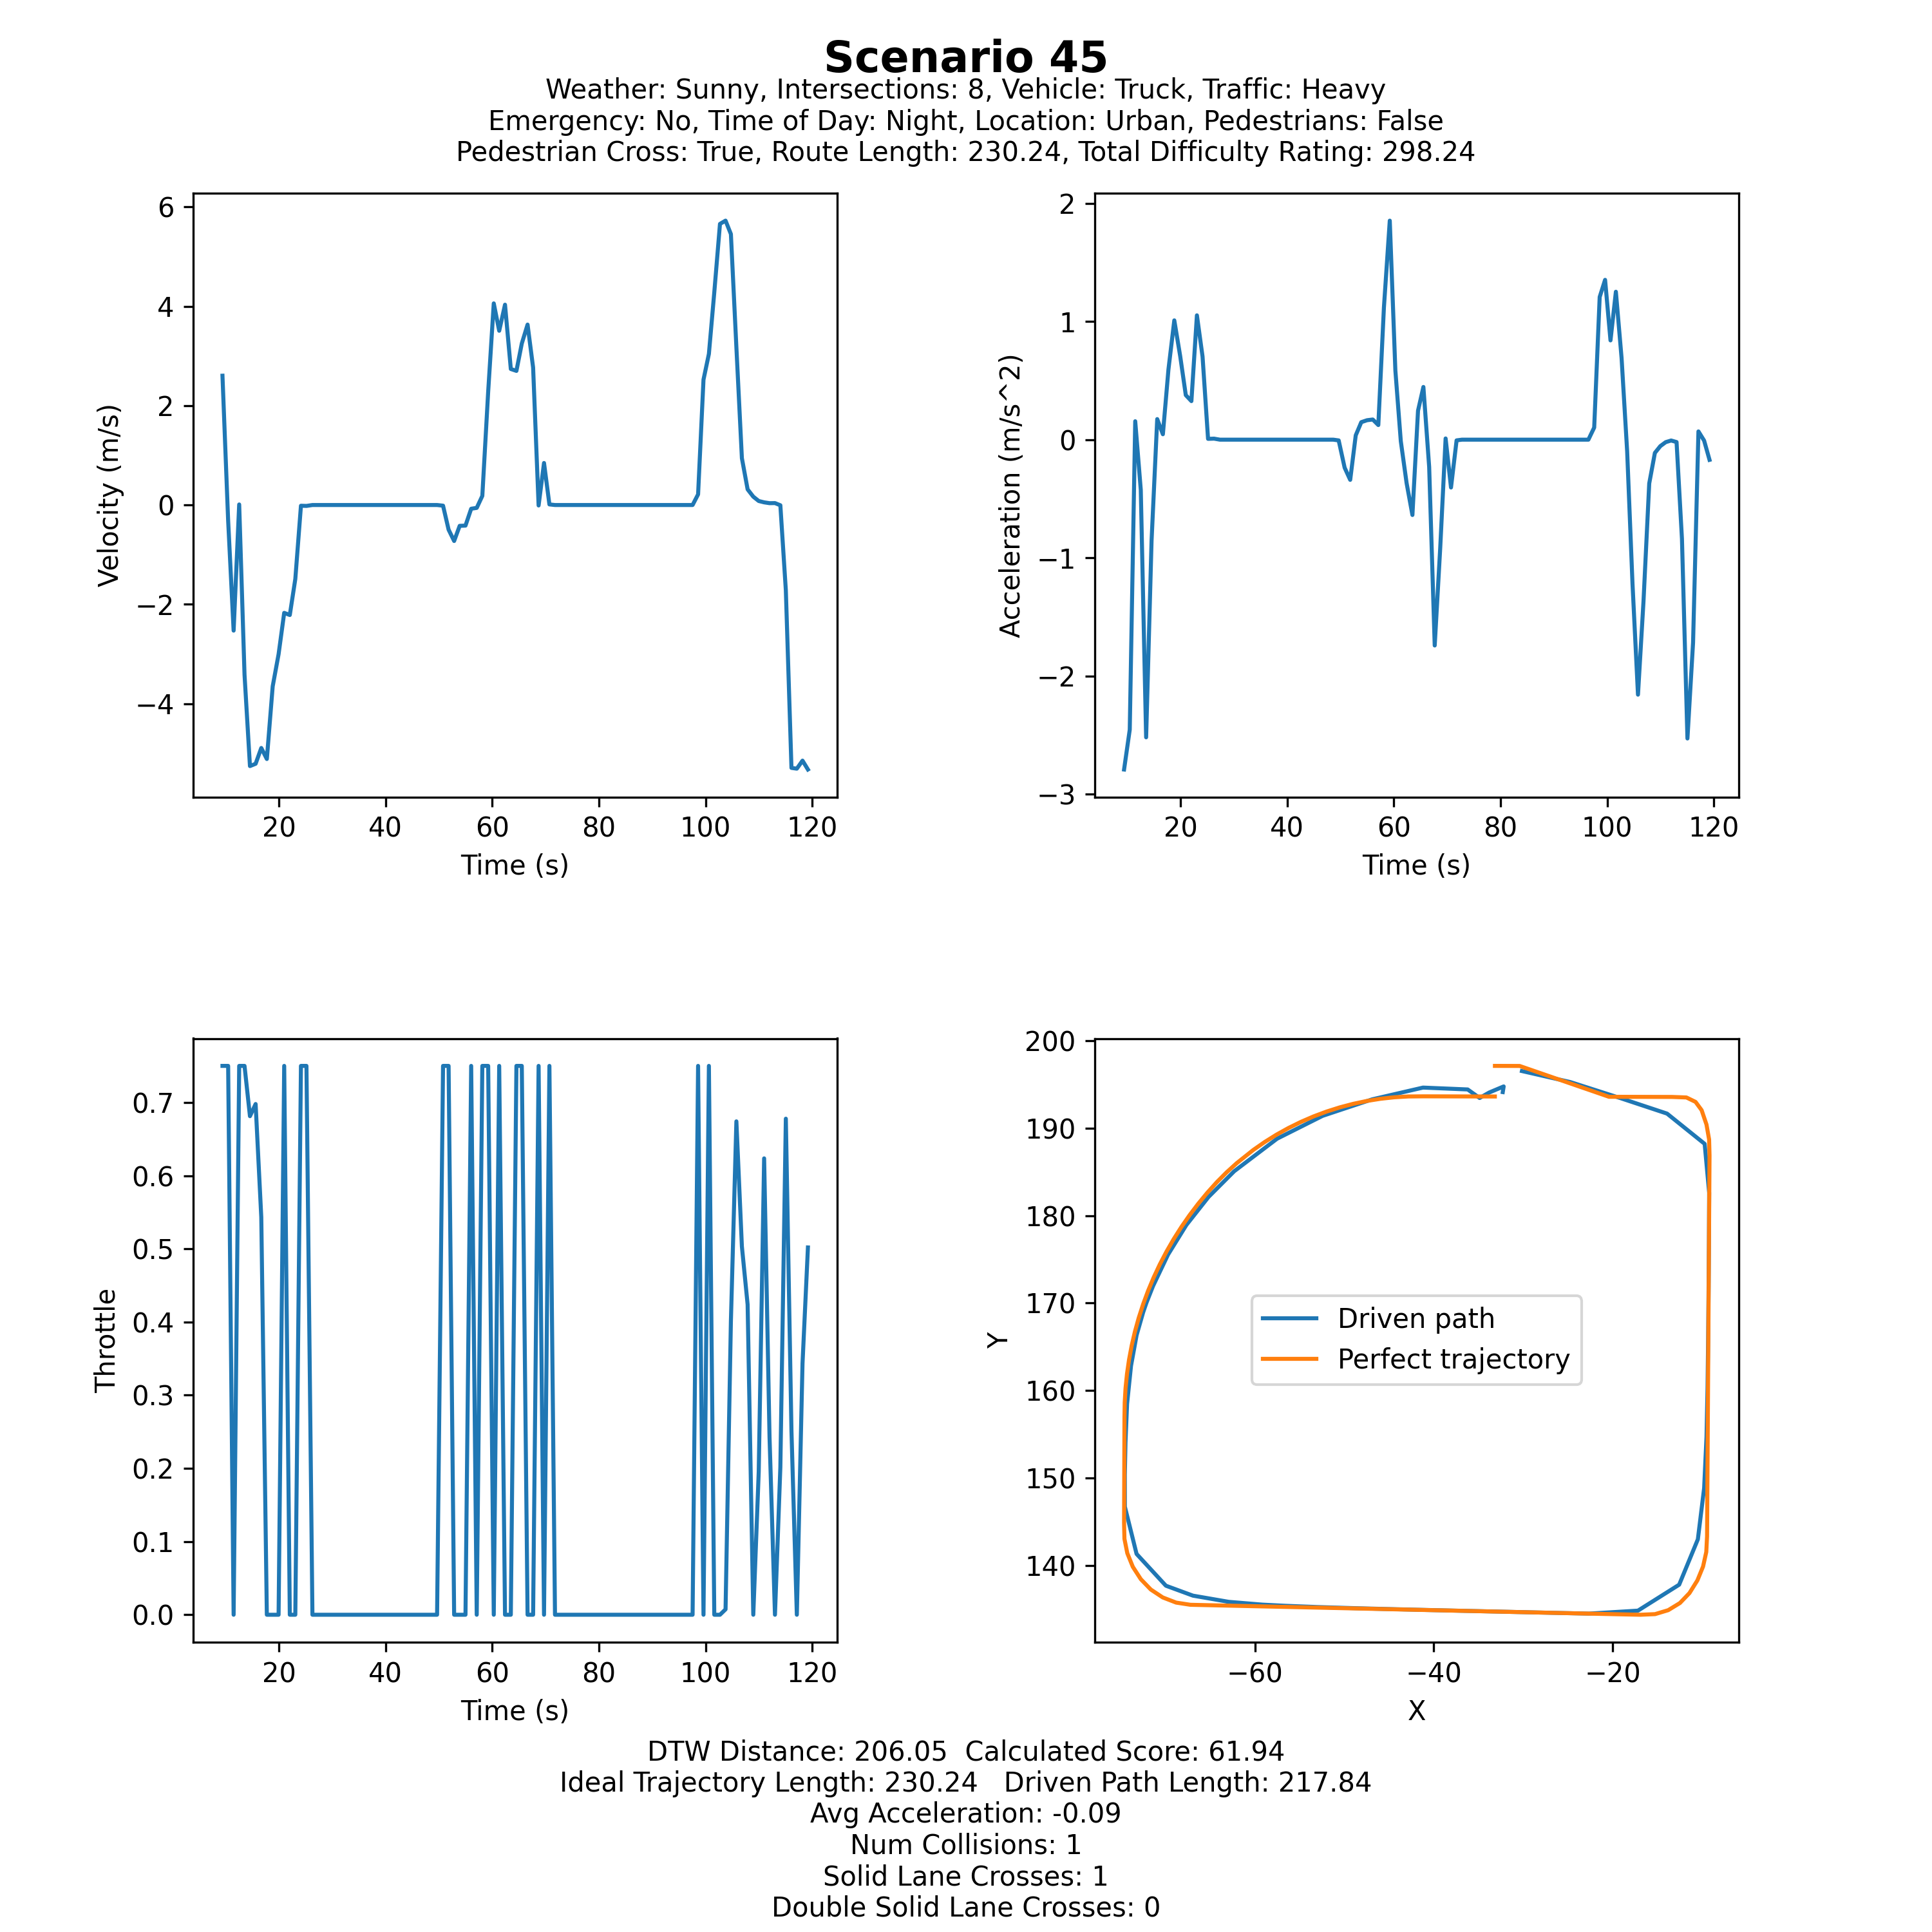 Scenario 45
Weather: Sunny, Intersections: 8, Vehicle: Truck, Traffic: Heavy
Emergency: No, Time of Day: Night, Location: Urban, Pedestrians: False
Pedestrian Cross: True, Route Length: 230.24, Total Difficulty Rating: 298.24
6
4
2
0
−2
−4
Velocity (m/s)
20 40 60 80 100 120
Time (s)
2
1
0
−1
−2
−3
Acceleration (m/s^2)
20 40 60 80 100 120
Time (s)
0.7
0.6
0.5
0.4
0.3
0.2
0.1
0.0
Throttle
20 40 60 80 100 120
Time (s)
200
190
180
170
160
150
140
Y
Driven path
Perfect trajectory
−60 −40 −20
X
DTW Distance: 206.05  Calculated Score: 61.94
Ideal Trajectory Length: 230.24   Driven Path Length: 217.84
Avg Acceleration: -0.09
Num Collisions: 1
Solid Lane Crosses: 1
Double Solid Lane Crosses: 0